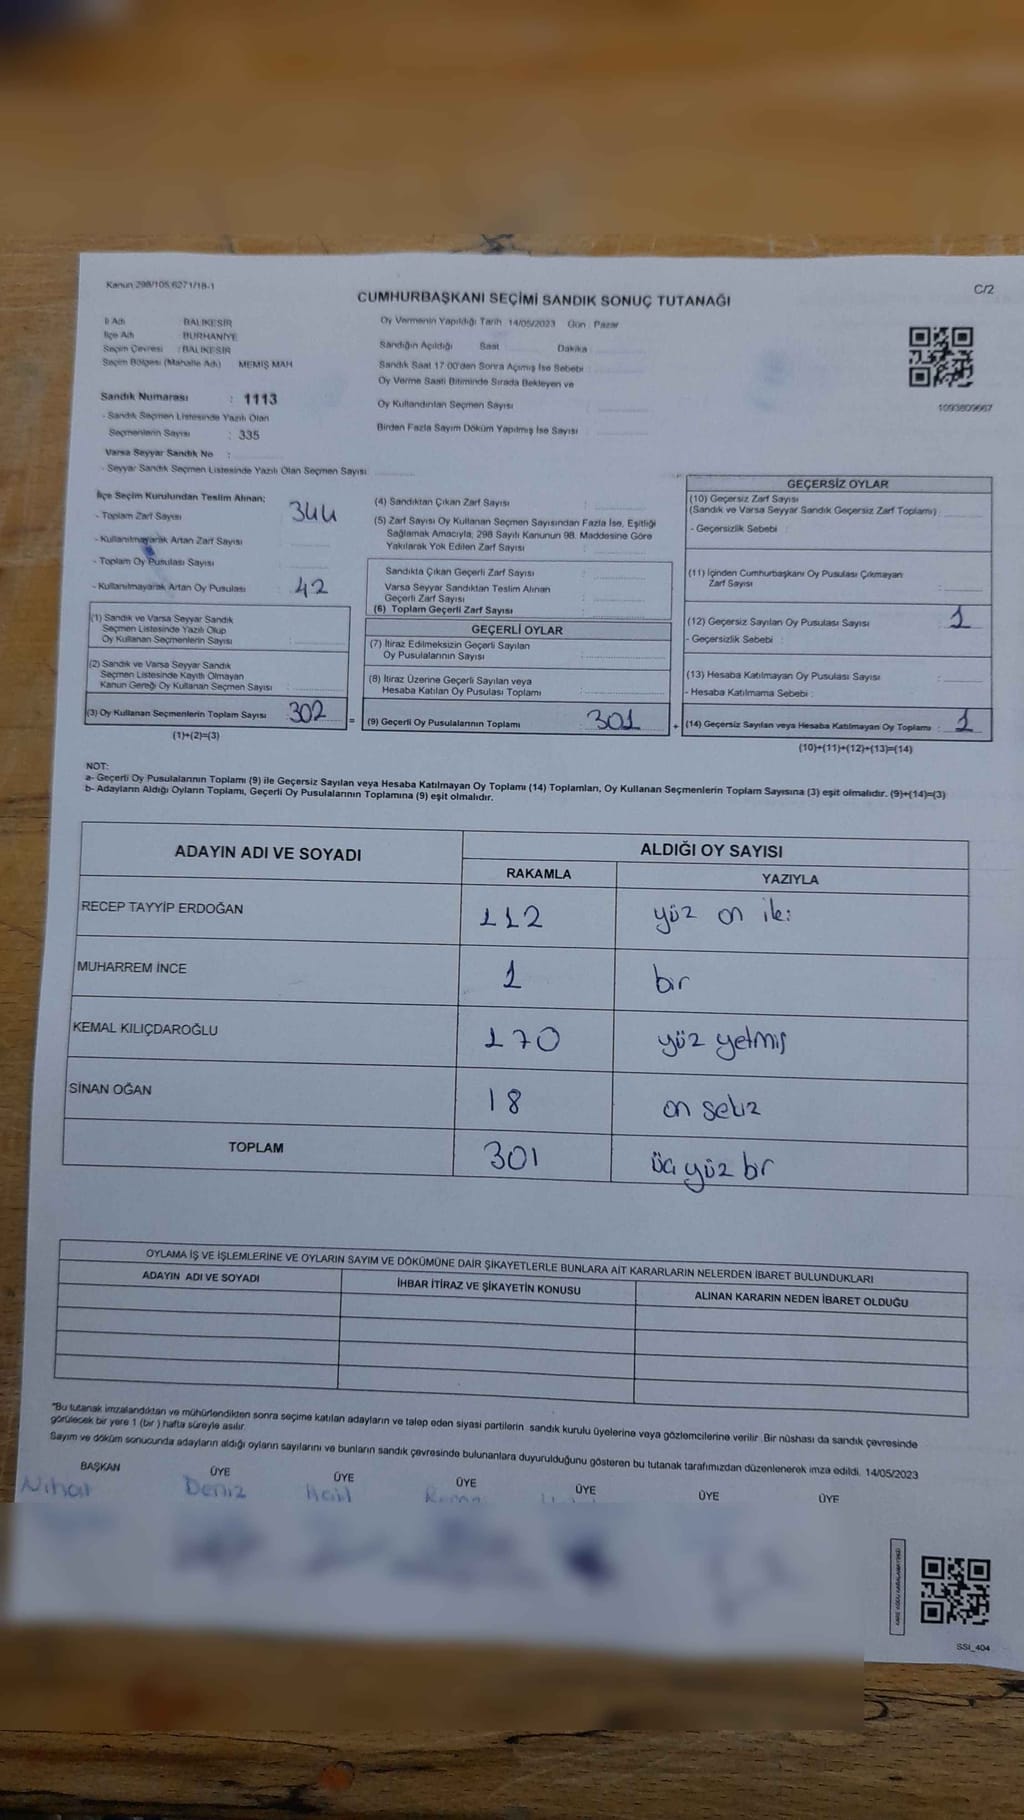 Kanun 298/105,6271/18-1
C/2
CUMHURBAŞKANI SEÇİMİ SANDIK SONUÇ TUTANAĞI
İl Adı : BALIKESİR
İlçe Adı : BURHANİYE
Seçim Çevresi : BALIKESİR
Seçim Bölgesi (Mahalle Adı) MEMİŞ MAH
Sandık Numarası : 1113
- Sandık Seçmen Listesinde Yazılı Olan
Seçmenlerin Sayısı : 335
Varsa Seyyar Sandık No :
- Seyyar Sandık Seçmen Listesinde Yazılı Olan Seçmen Sayısı
Oy Vermenin Yapıldığı Tarih : 14/05/2023 Gün : Pazar
Sandığın Açıldığı Saat Dakika
Sandık Saat 17:00'den Sonra Açımış İse Sebebi :
Oy Verme Saati Bitiminde Sırada Bekleyen ve
Oy Kullandırılan Seçmen Sayısı :
Birden Fazla Sayım Döküm Yapılmış İse Sayısı :
1093809667
İlçe Seçim Kurulundan Teslim Alınan;
- Toplam Zarf Sayısı 344
- Kullanılmayarak Artan Zarf Sayısı
- Toplam Oy Pusulası Sayısı
- Kullanılmayarak Artan Oy Pusulası : 42
(1) Sandık ve Varsa Seyyar Sandık
Seçmen Listesinde Yazılı Olup
Oy Kullanan Seçmenlerin Sayısı
(2) Sandık ve Varsa Seyyar Sandık
Seçmen Listesinde Kayıtlı Olmayan
Kanun Gereği Oy Kullanan Seçmen Sayısı
(3) Oy Kullanan Seçmenlerin Toplam Sayısı : 302 =
(1)+(2)=(3)
(4) Sandıktan Çıkan Zarf Sayısı :
(5) Zarf Sayısı Oy Kullanan Seçmen Sayısından Fazla İse, Eşitliği
Sağlamak Amacıyla, 298 Sayılı Kanunun 98. Maddesine Göre
Yakılarak Yok Edilen Zarf Sayısı :
Sandıkta Çıkan Geçerli Zarf Sayısı :
Varsa Seyyar Sandıktan Teslim Alınan
Geçerli Zarf Sayısı :
(6) Toplam Geçerli Zarf Sayısı :
GEÇERLİ OYLAR
(7) İtiraz Edilmeksizin Geçerli Sayılan
Oy Pusulalarının Sayısı :
(8) İtiraz Üzerine Geçerli Sayılan veya
Hesaba Katılan Oy Pusulası Toplamı :
(9) Geçerli Oy Pusulalarının Toplamı : 301 +
GEÇERSİZ OYLAR
(10) Geçersiz Zarf Sayısı
(Sandık ve Varsa Seyyar Sandık Geçersiz Zarf Toplamı) :
- Geçersizlik Sebebi :
(11) İçinden Cumhurbaşkanı Oy Pusulası Çıkmayan
Zarf Sayısı :
(12) Geçersiz Sayılan Oy Pusulası Sayısı : 1
- Geçersizlik Sebebi :
(13) Hesaba Katılmayan Oy Pusulası Sayısı :
- Hesaba Katılmama Sebebi :
(14) Geçersiz Sayılan veya Hesaba Katılmayan Oy Toplamı : 1
(10)+(11)+(12)+(13)=(14)
NOT:
a- Geçerli Oy Pusulalarının Toplamı (9) ile Geçersiz Sayılan veya Hesaba Katılmayan Oy Toplamı (14) Toplamları, Oy Kullanan Seçmenlerin Toplam Sayısına (3) eşit olmalıdır. (9)+(14)=(3)
b- Adayların Aldığı Oyların Toplamı, Geçerli Oy Pusulalarının Toplamına (9) eşit olmalıdır.
ADAYIN ADI VE SOYADI ALDIĞI OY SAYISI
RAKAMLA YAZIYLA
RECEP TAYYİP ERDOĞAN 112 yüz on iki
MUHARREM İNCE 1 bir
KEMAL KILIÇDAROĞLU 170 yüz yetmiş
SİNAN OĞAN 18 on sekiz
TOPLAM 301 üçyüz bir
OYLAMA İŞ VE İŞLEMLERİNE VE OYLARIN SAYIM VE DÖKÜMÜNE DAİR ŞİKAYETLERLE BUNLARA AİT KARARLARIN NELERDEN İBARET BULUNDUKLARI
ADAYIN ADI VE SOYADI İHBAR İTİRAZ VE ŞİKAYETİN KONUSU ALINAN KARARIN NEDEN İBARET OLDUĞU
"Bu tutanak imzalandıktan ve mühürlendikten sonra seçime katılan adayların ve talep eden siyasi partilerin sandık kurulu üyelerine veya gözlemcilerine verilir. Bir nüshası da sandık çevresinde
görülecek bir yere 1 (bir) hafta süreyle asılır.
Sayım ve döküm sonucunda adayların aldığı oyların sayılarını ve bunların sandık çevresinde bulunanlara duyurulduğunu gösteren bu tutanak tarafımızdan düzenlenerek imza edildi. 14/05/2023
BAŞKAN ÜYE ÜYE ÜYE ÜYE ÜYE ÜYE
Nihat Deniz
SSİ_404